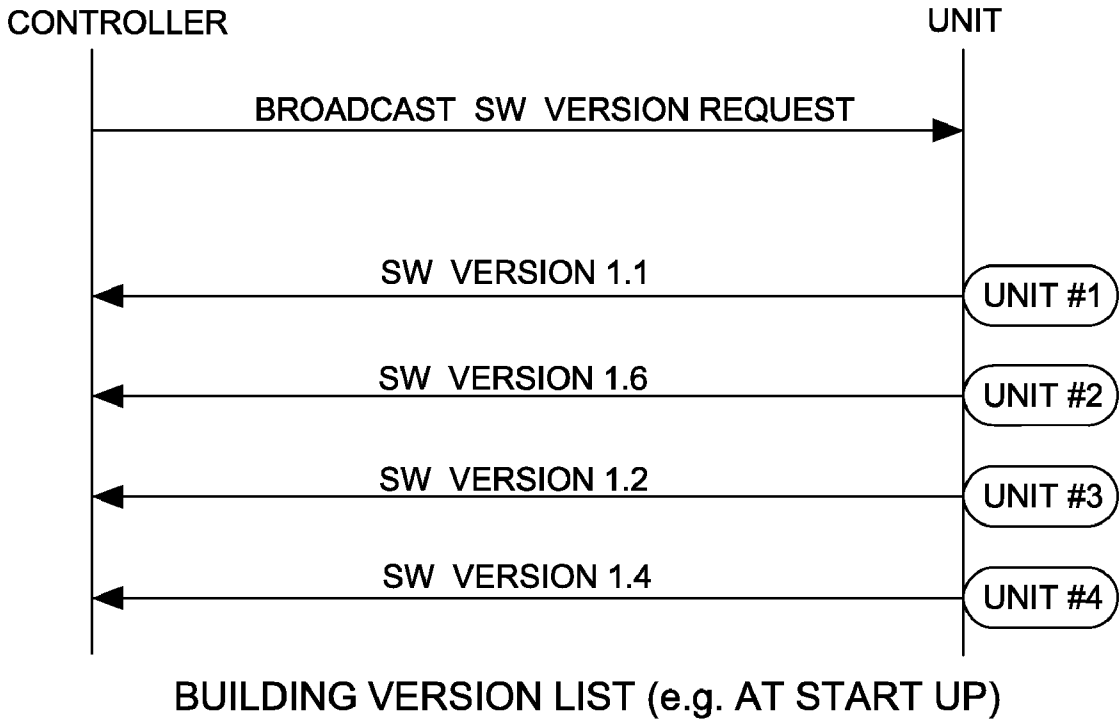 CONTROLLER
UNIT
BROADCAST SW VERSION REQUEST
SW VERSION 1.1
UNIT #1
SW VERSION 1.6
UNIT #2
SW VERSION 1.2
UNIT #3
SW VERSION 1.4
UNIT #4
BUILDING VERSION LIST (e.g. AT START UP)